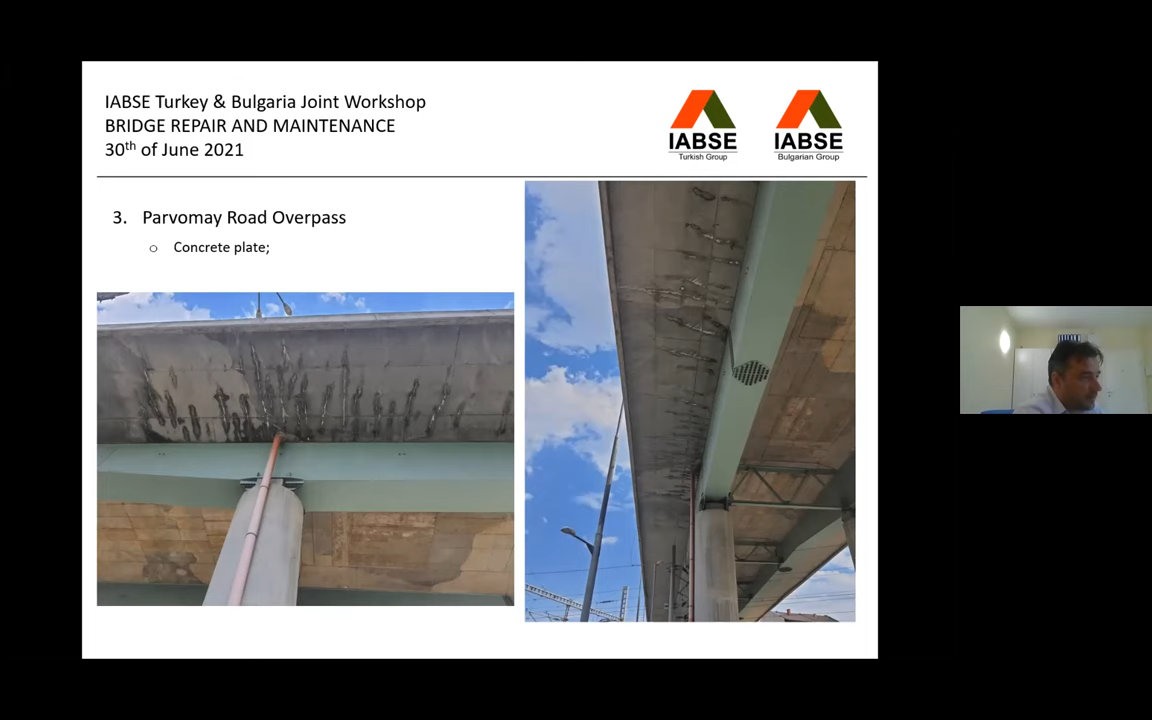 IABSE Turkey & Bulgaria Joint Workshop
BRIDGE REPAIR AND MAINTENANCE
30th of June 2021
IABSE
Turkish Group
IABSE
Bulgarian Group
3. Parvomay Road Overpass
o Concrete plate;